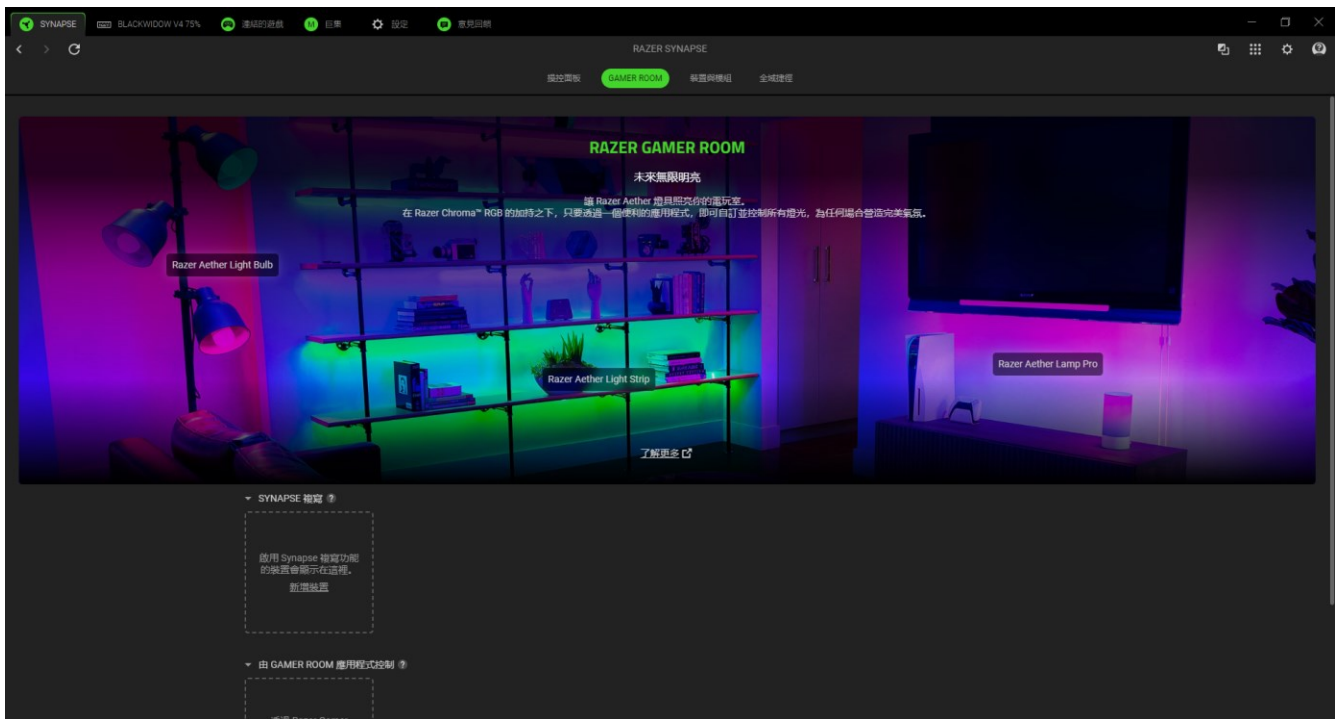 SYNAPSE
BLACKWIDOW V4 75%
連結的遊戲
巨集
設定
意見回饋
RAZER SYNAPSE
操控面板
GAMER ROOM
裝置與模組
全域捷徑
RAZER GAMER ROOM
未來無限明亮
讓 Razer Aether 燈具照亮你的電玩室。
在 Razer Chroma™ RGB 的加持之下，只要透過一個便利的應用程式，即可自訂並控制所有燈光，為任何場合營造完美氣氛。
Razer Aether Light Bulb
Razer Aether Lamp Pro
Razer Aether Light Strip
了解更多
SYNAPSE 複寫
啟用 Synapse 複寫功能
的裝置會顯示在這裡。
新增裝置
由 GAMER ROOM 應用程式控制